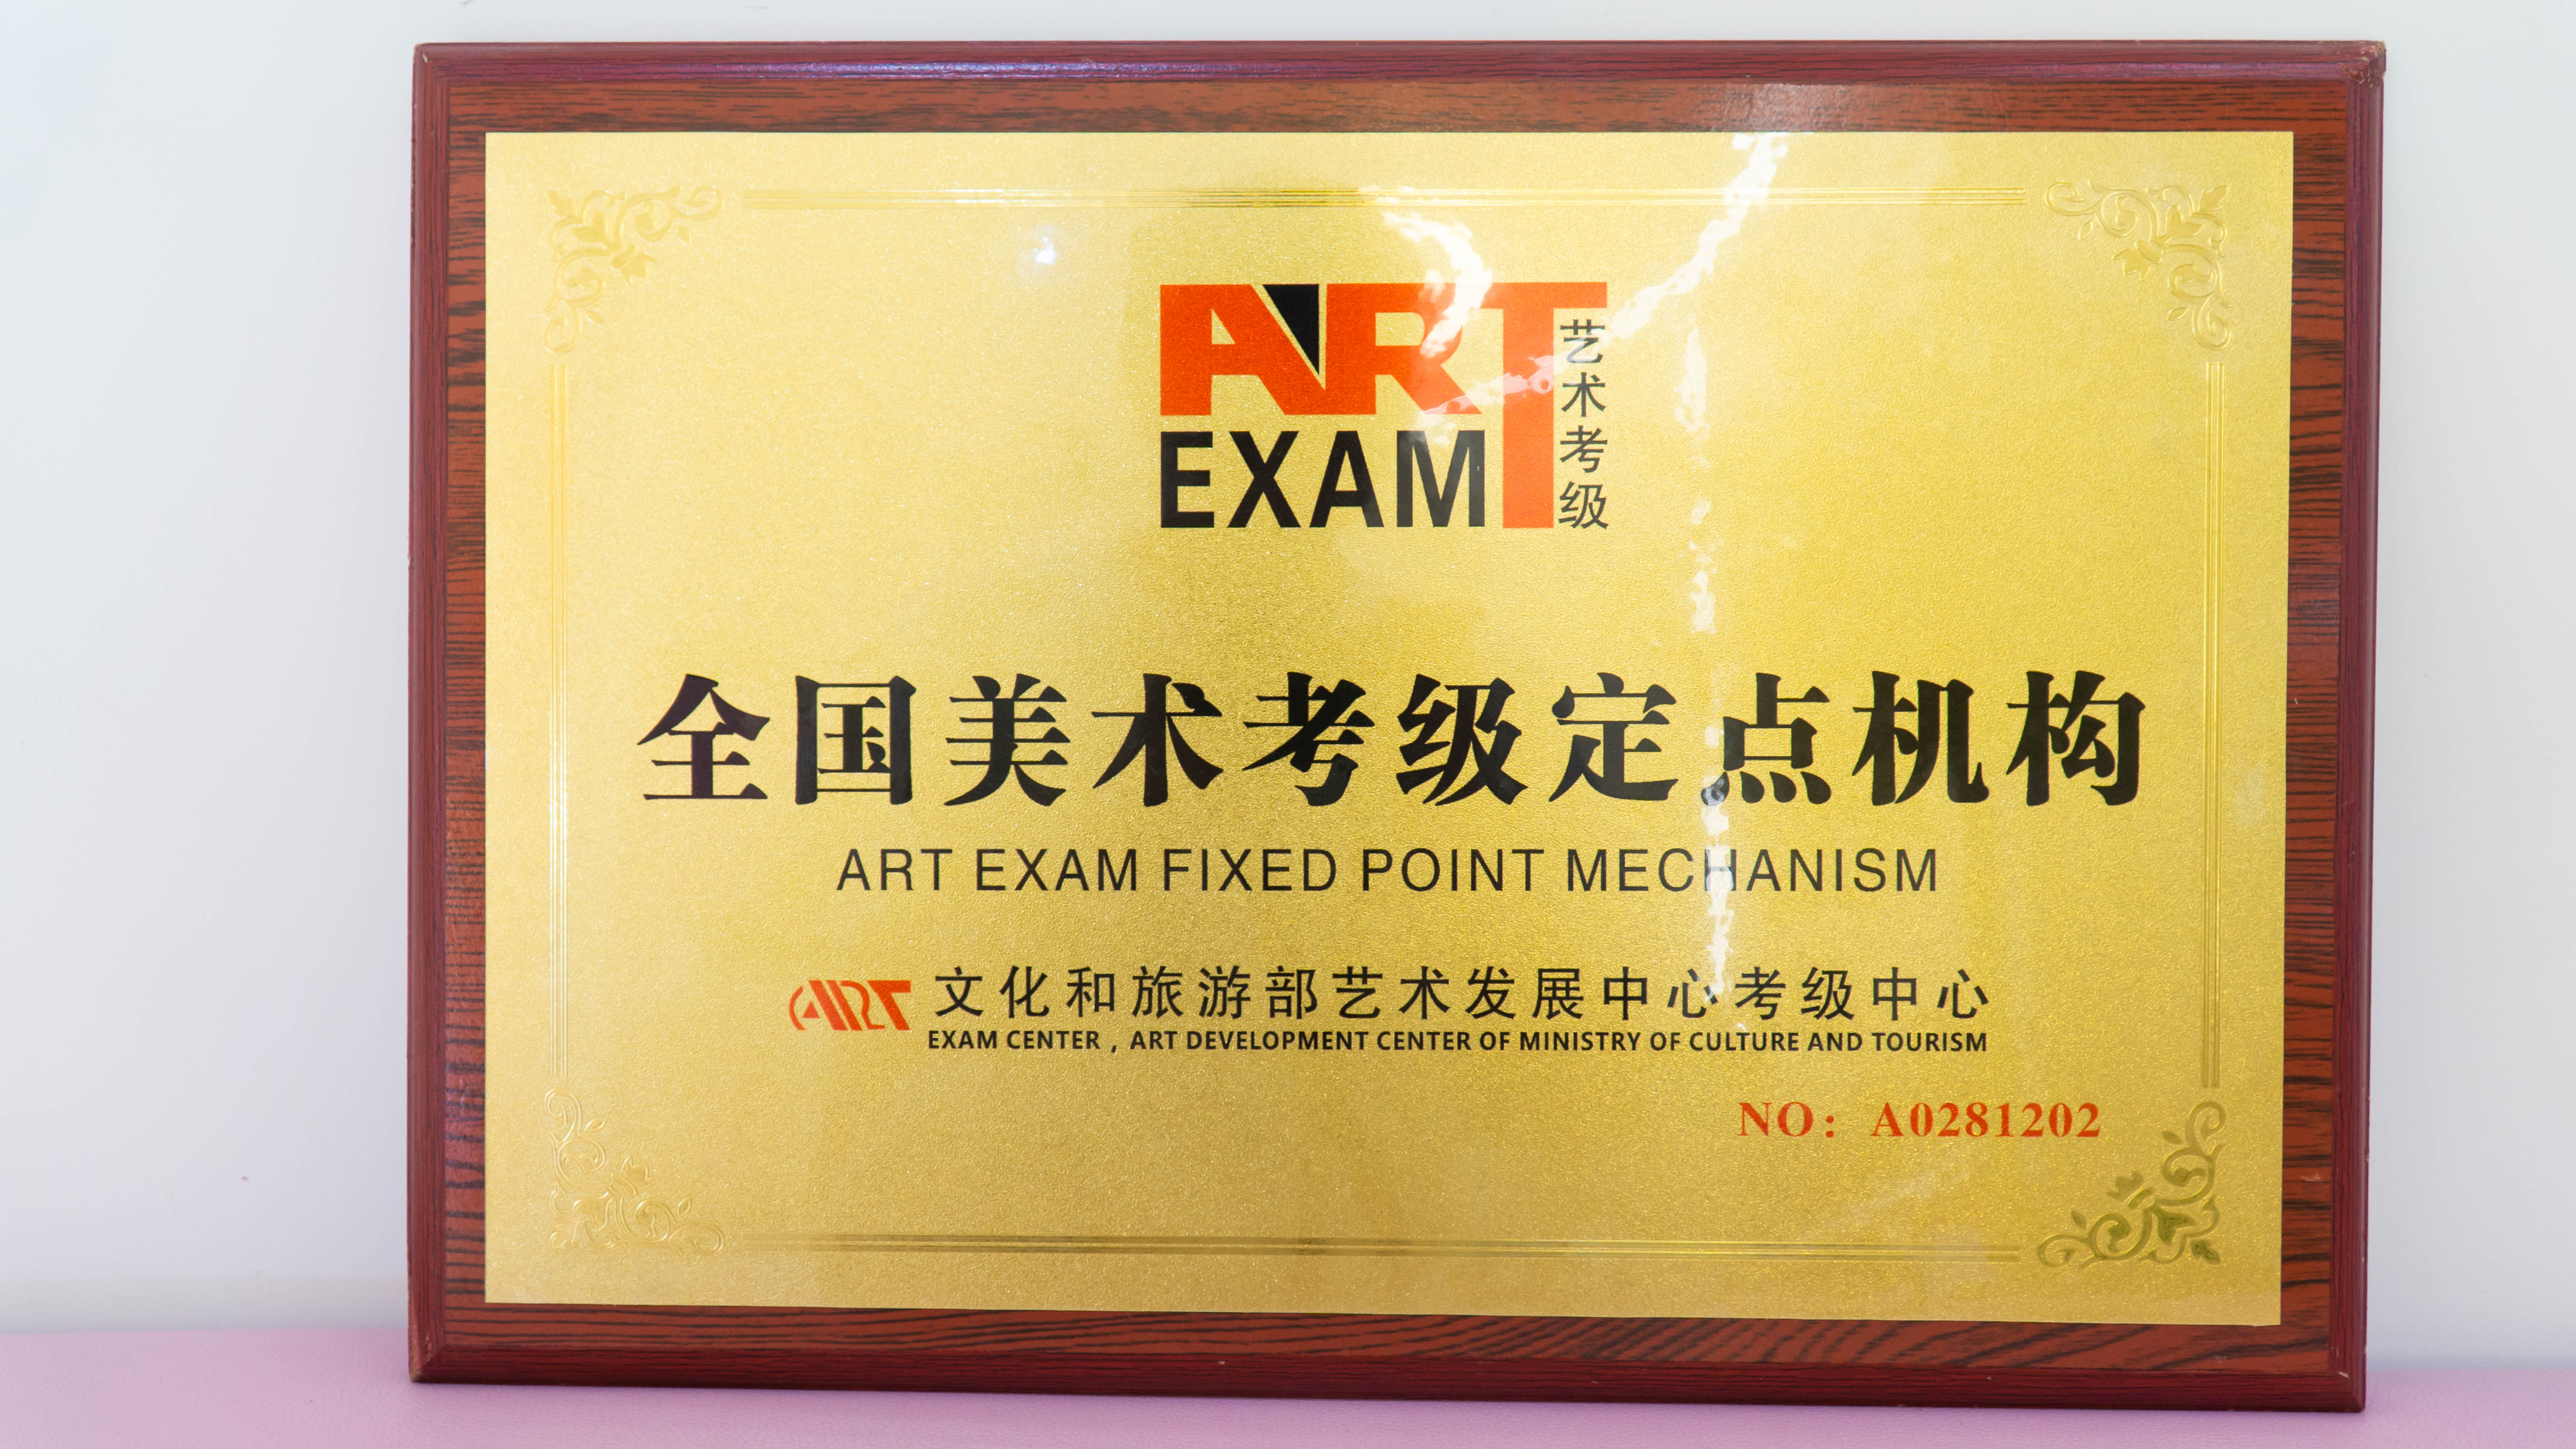 ART
EXAM
艺术考级
全国美术考级定点机构
ART EXAM FIXED POINT MECHANISM
ART 文化和旅游部艺术发展中心考级中心
EXAM CENTER , ART DEVELOPMENT CENTER OF MINISTRY OF CULTURE AND TOURISM
NO：A0281202